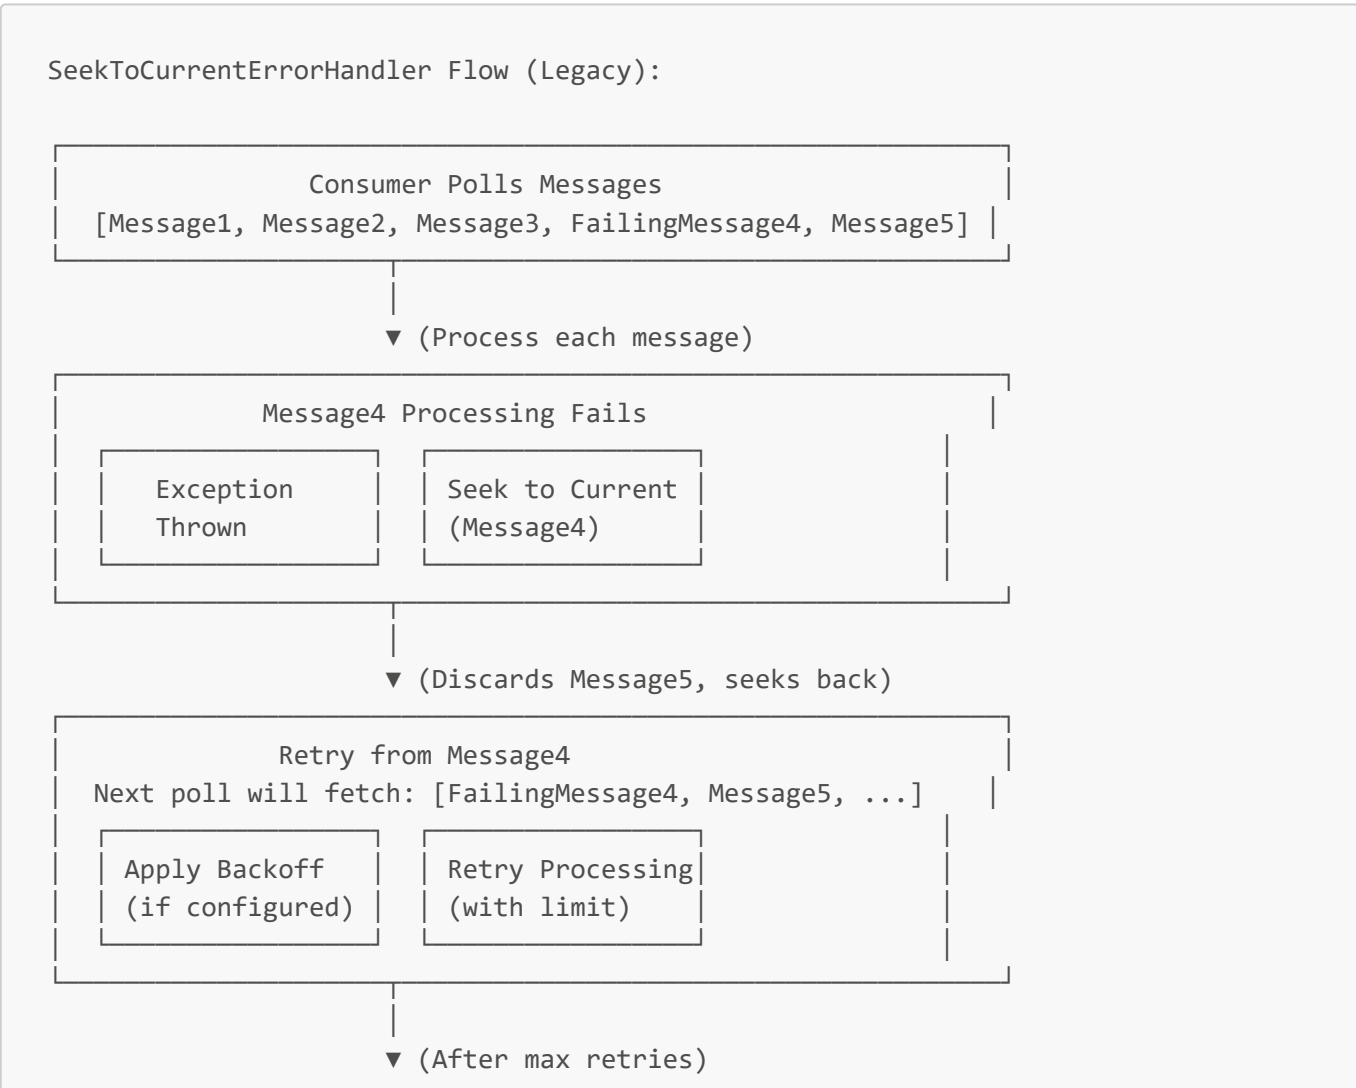 SeekToCurrentErrorHandler Flow (Legacy):
Consumer Polls Messages
[Message1, Message2, Message3, FailingMessage4, Message5]
▼ (Process each message)
Message4 Processing Fails
Exception Seek to Current
Thrown (Message4)
▼ (Discards Message5, seeks back)
Retry from Message4
Next poll will fetch: [FailingMessage4, Message5, ...]
Apply Backoff Retry Processing
(if configured) (with limit)
▼ (After max retries)